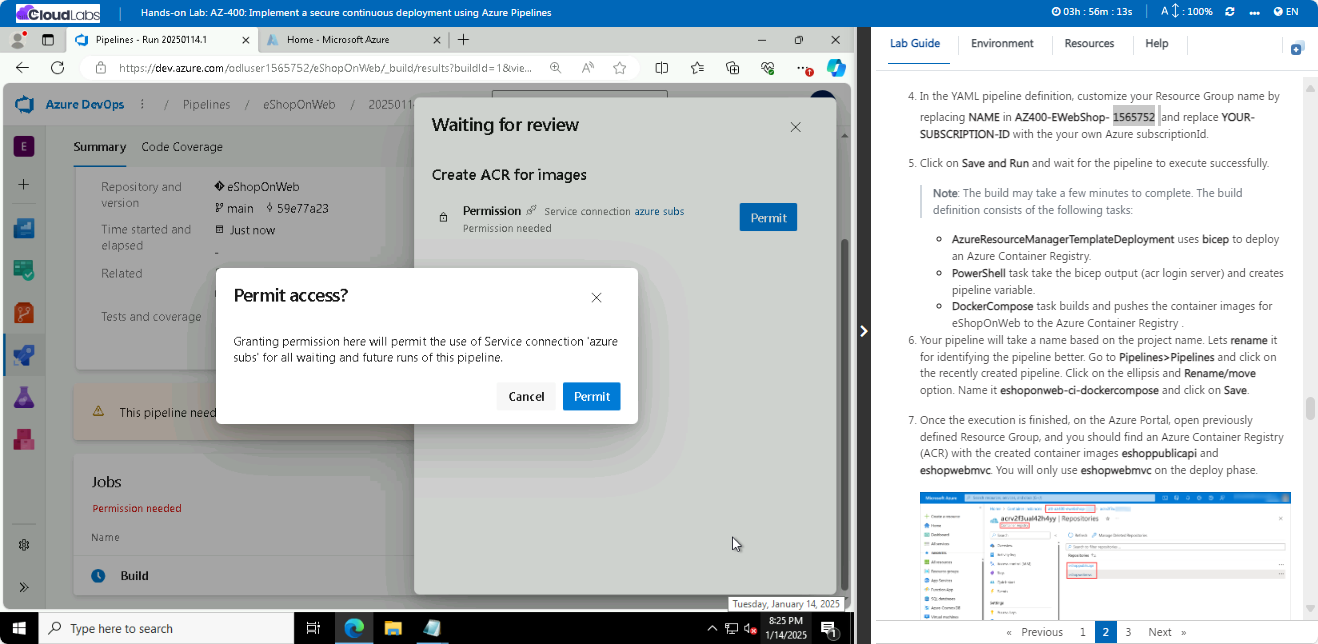 CloudLabs
Hands-on Lab: AZ-400: Implement a secure continuous deployment using Azure Pipelines
03h : 56m : 13s
A : 100%
EN
Pipelines - Run 20250114.1
Home - Microsoft Azure
https://dev.azure.com/odluser1565752/eShopOnWeb/_build/results?buildId=1&vie...
Azure DevOps / Pipelines / eShopOnWeb / 2025011
E
Summary Code Coverage
Repository and
version
eShopOnWeb
main 59e77a23
Time started and
elapsed
Just now
-
Related
Tests and coverage
This pipeline need
Jobs
Permission needed
Name
Build
Waiting for review
Create ACR for images
Permission Service connection azure subs
Permission needed
Permit
Permit access?
Granting permission here will permit the use of Service connection 'azure
subs' for all waiting and future runs of this pipeline.
Cancel Permit
Tuesday, January 14, 2025
Type here to search
8:25 PM
1/14/2025
1
Lab Guide Environment Resources Help
4. In the YAML pipeline definition, customize your Resource Group name by
replacing NAME in AZ400-EWebShop- 1565752 and replace YOUR-
SUBSCRIPTION-ID with the your own Azure subscriptionId.
5. Click on Save and Run and wait for the pipeline to execute successfully.
Note: The build may take a few minutes to complete. The build
definition consists of the following tasks:
AzureResourceManagerTemplateDeployment uses bicep to deploy
an Azure Container Registry.
PowerShell task take the bicep output (acr login server) and creates
pipeline variable.
DockerCompose task builds and pushes the container images for
eShopOnWeb to the Azure Container Registry .
6. Your pipeline will take a name based on the project name. Lets rename it
for identifying the pipeline better. Go to Pipelines>Pipelines and click on
the recently created pipeline. Click on the ellipsis and Rename/move
option. Name it eshoponweb-ci-dockercompose and click on Save.
7. Once the execution is finished, on the Azure Portal, open previously
defined Resource Group, and you should find an Azure Container Registry
(ACR) with the created container images eshoppublicapi and
eshopwebmvc. You will only use eshopwebmvc on the deploy phase.
Microsoft Azure
acrv2f3ual42h4yy | Repositories
« Previous 1 2 3 Next »